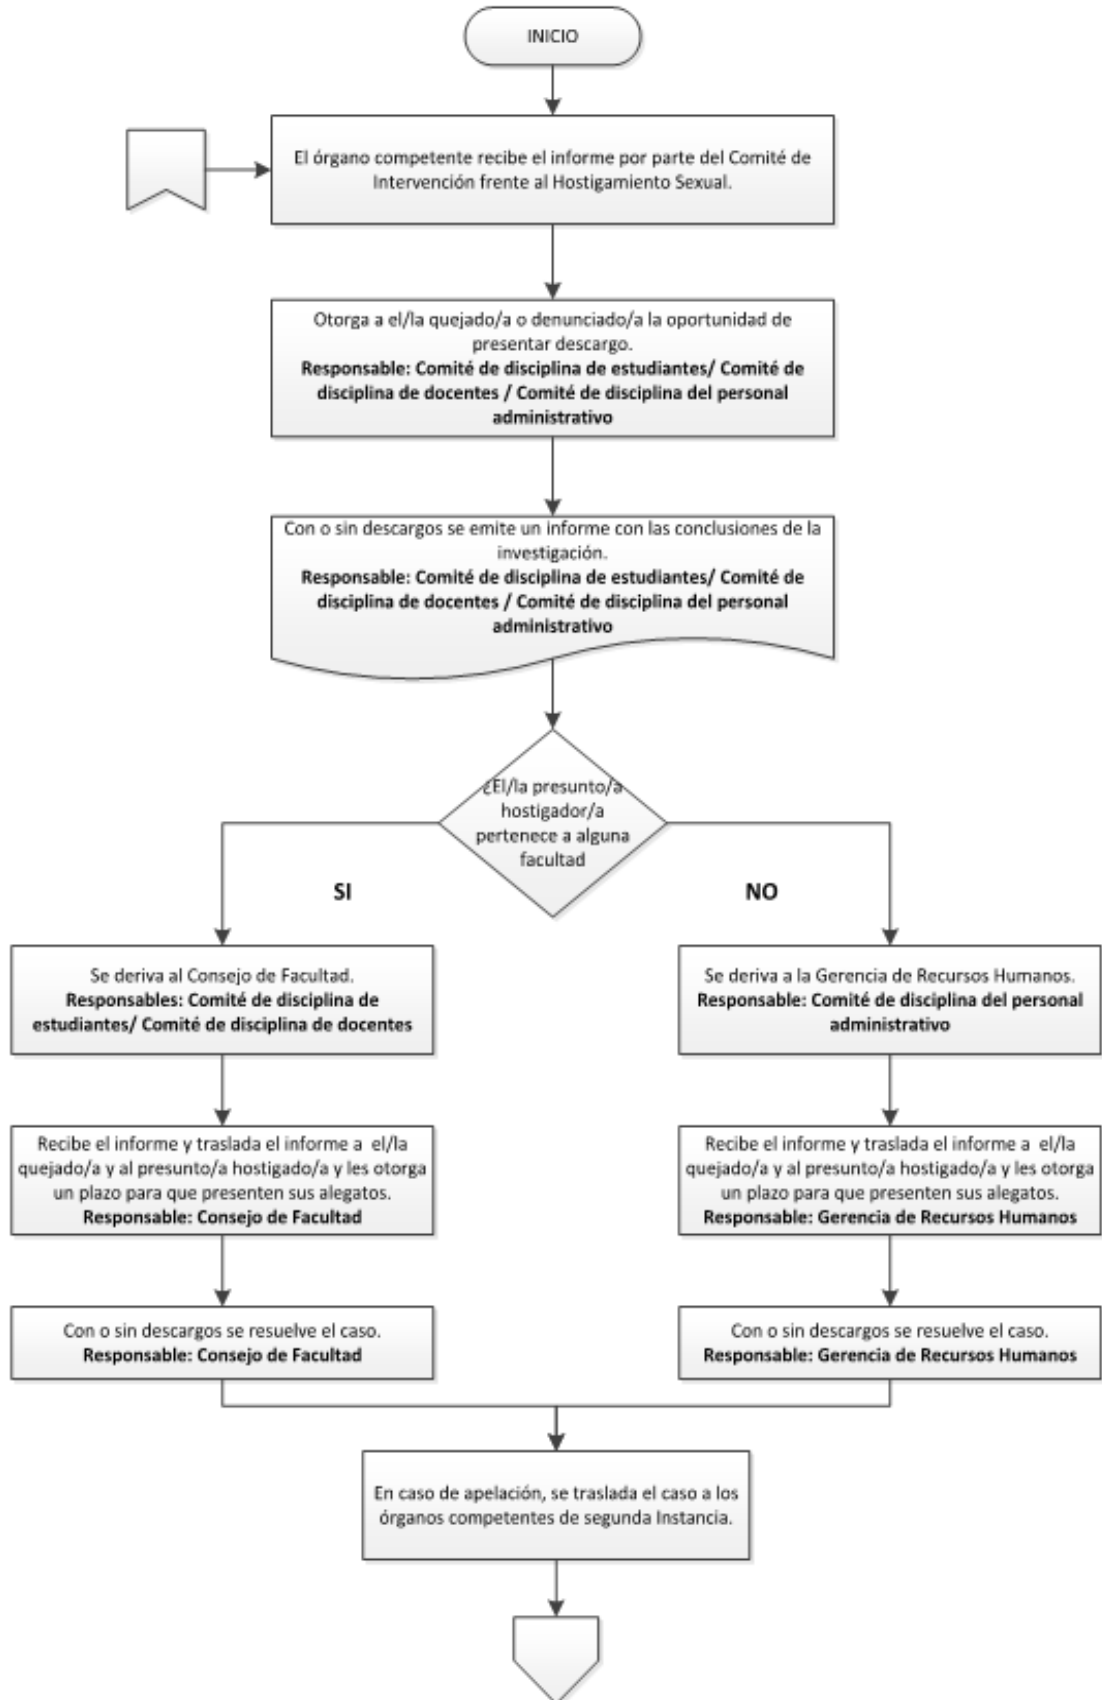 INICIO
El órgano competente recibe el informe por parte del Comité de
Intervención frente al Hostigamiento Sexual.
Otorga a el/la quejado/a o denunciado/a la oportunidad de
presentar descargo.
Responsable: Comité de disciplina de estudiantes/ Comité de
disciplina de docentes / Comité de disciplina del personal
administrativo
Con o sin descargos se emite un informe con las conclusiones de la
investigación.
Responsable: Comité de disciplina de estudiantes/ Comité de
disciplina de docentes / Comité de disciplina del personal
administrativo
¿El/la presunto/a
hostigador/a
pertenece a alguna
facultad
SI
NO
Se deriva al Consejo de Facultad.
Responsables: Comité de disciplina de
estudiantes/ Comité de disciplina de docentes
Se deriva a la Gerencia de Recursos Humanos.
Responsable: Comité de disciplina del personal
administrativo
Recibe el informe y traslada el informe a el/la
quejado/a y al presunto/a hostigado/a y les otorga
un plazo para que presenten sus alegatos.
Responsable: Consejo de Facultad
Recibe el informe y traslada el informe a el/la
quejado/a y al presunto/a hostigado/a y les otorga
un plazo para que presenten sus alegatos.
Responsable: Gerencia de Recursos Humanos
Con o sin descargos se resuelve el caso.
Responsable: Consejo de Facultad
Con o sin descargos se resuelve el caso.
Responsable: Gerencia de Recursos Humanos
En caso de apelación, se traslada el caso a los
órganos competentes de segunda Instancia.